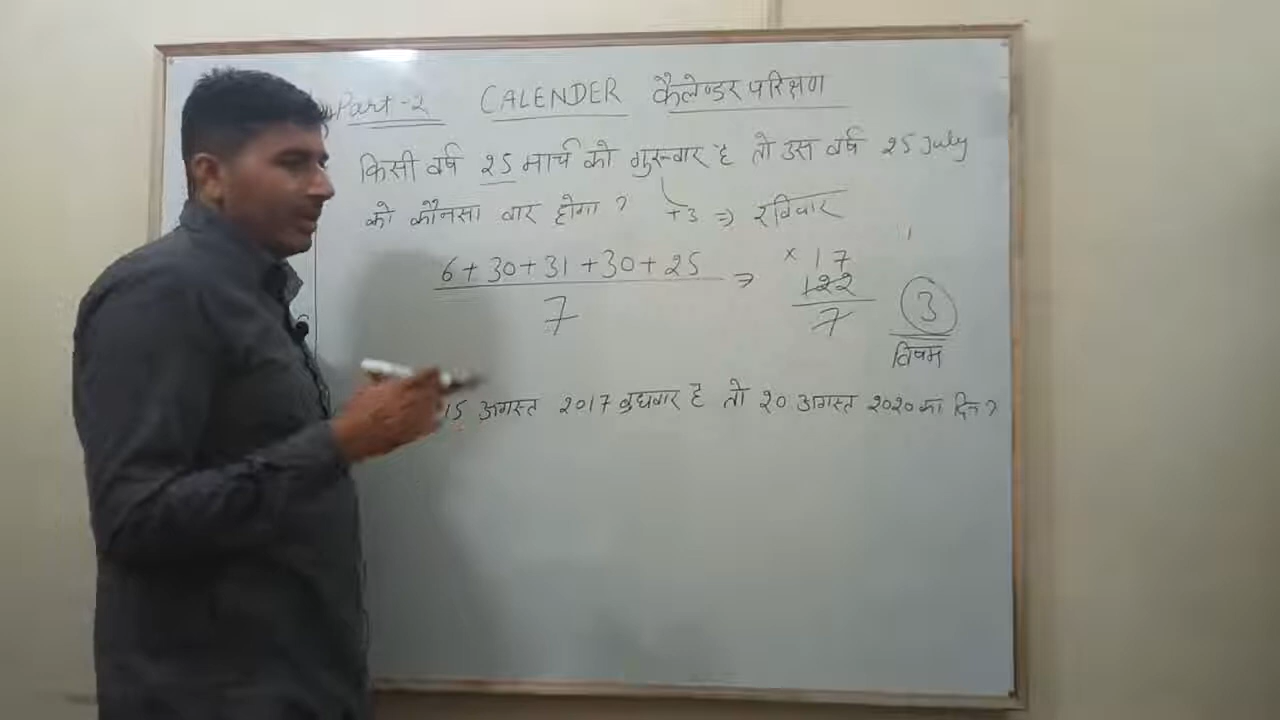 Part-2 CALENDER कैलेण्डर परिक्षण
किसी वर्ष 25 मार्च को गुरूवार है तो उस वर्ष 25 July
को कौनसा वार होगा ? +3 ⇒ रविवार
6+30+31+30+25 ⇒ × 17
7 122
7 3
विषम
15 अगस्त 2017 बुधवार है तो 20 अगस्त 2020 का दिन ?